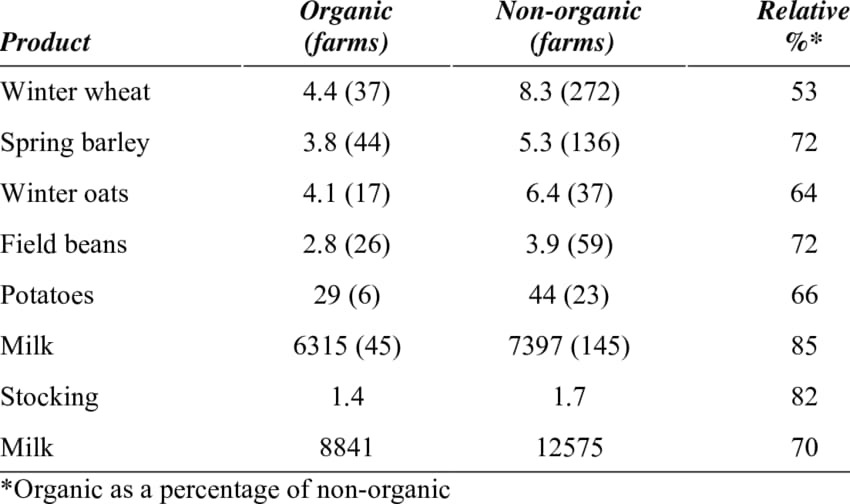 Product Organic (farms) Non-organic (farms) Relative %*
Winter wheat 4.4 (37) 8.3 (272) 53
Spring barley 3.8 (44) 5.3 (136) 72
Winter oats 4.1 (17) 6.4 (37) 64
Field beans 2.8 (26) 3.9 (59) 72
Potatoes 29 (6) 44 (23) 66
Milk 6315 (45) 7397 (145) 85
Stocking 1.4 1.7 82
Milk 8841 12575 70
*Organic as a percentage of non-organic